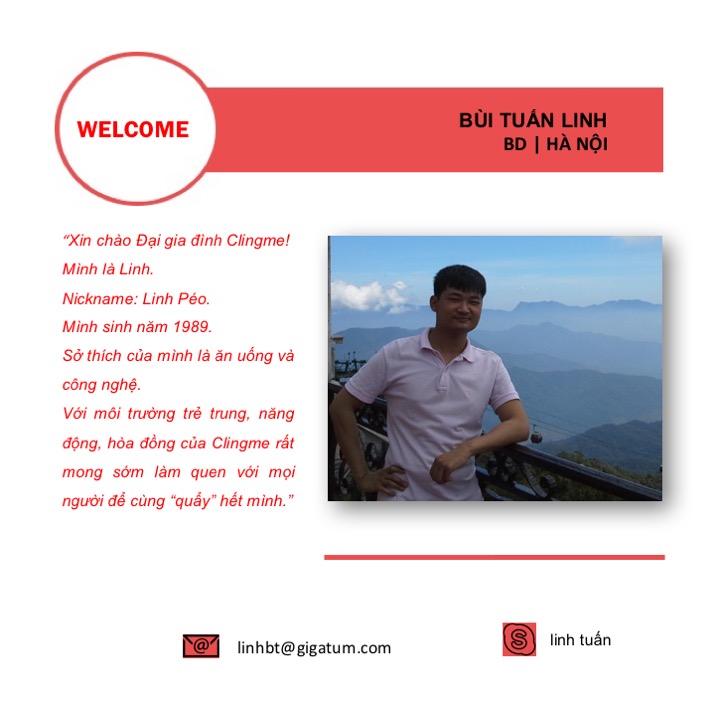 WELCOME
BÙI TUẤN LINH
BD | HÀ NỘI
“Xin chào Đại gia đình Clingme!
Mình là Linh.
Nickname: Linh Péo.
Mình sinh năm 1989.
Sở thích của mình là ăn uống và
công nghệ.
Với môi trường trẻ trung, năng
động, hòa đồng của Clingme rất
mong sớm làm quen với mọi
người để cùng “quẩy” hết mình.”
linhbt@gigatum.com
linh tuấn